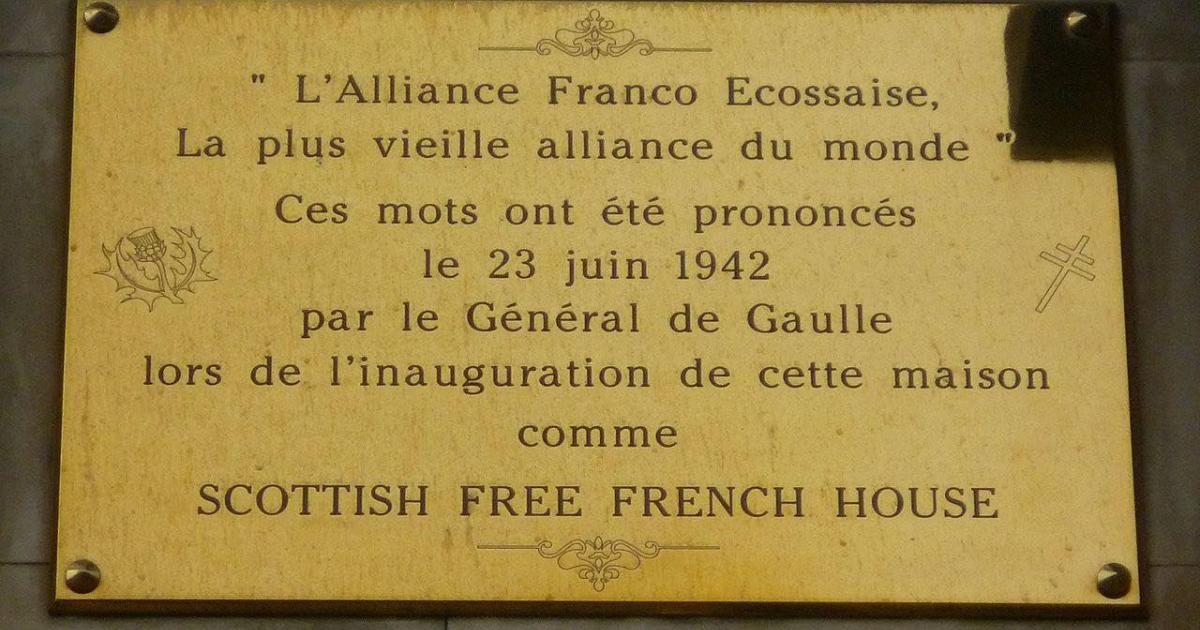 " L'Alliance Franco Ecossaise,
La plus vieille alliance du monde "
Ces mots ont été prononcés
le 23 juin 1942
par le Général de Gaulle
lors de l'inauguration de cette maison
comme
SCOTTISH FREE FRENCH HOUSE